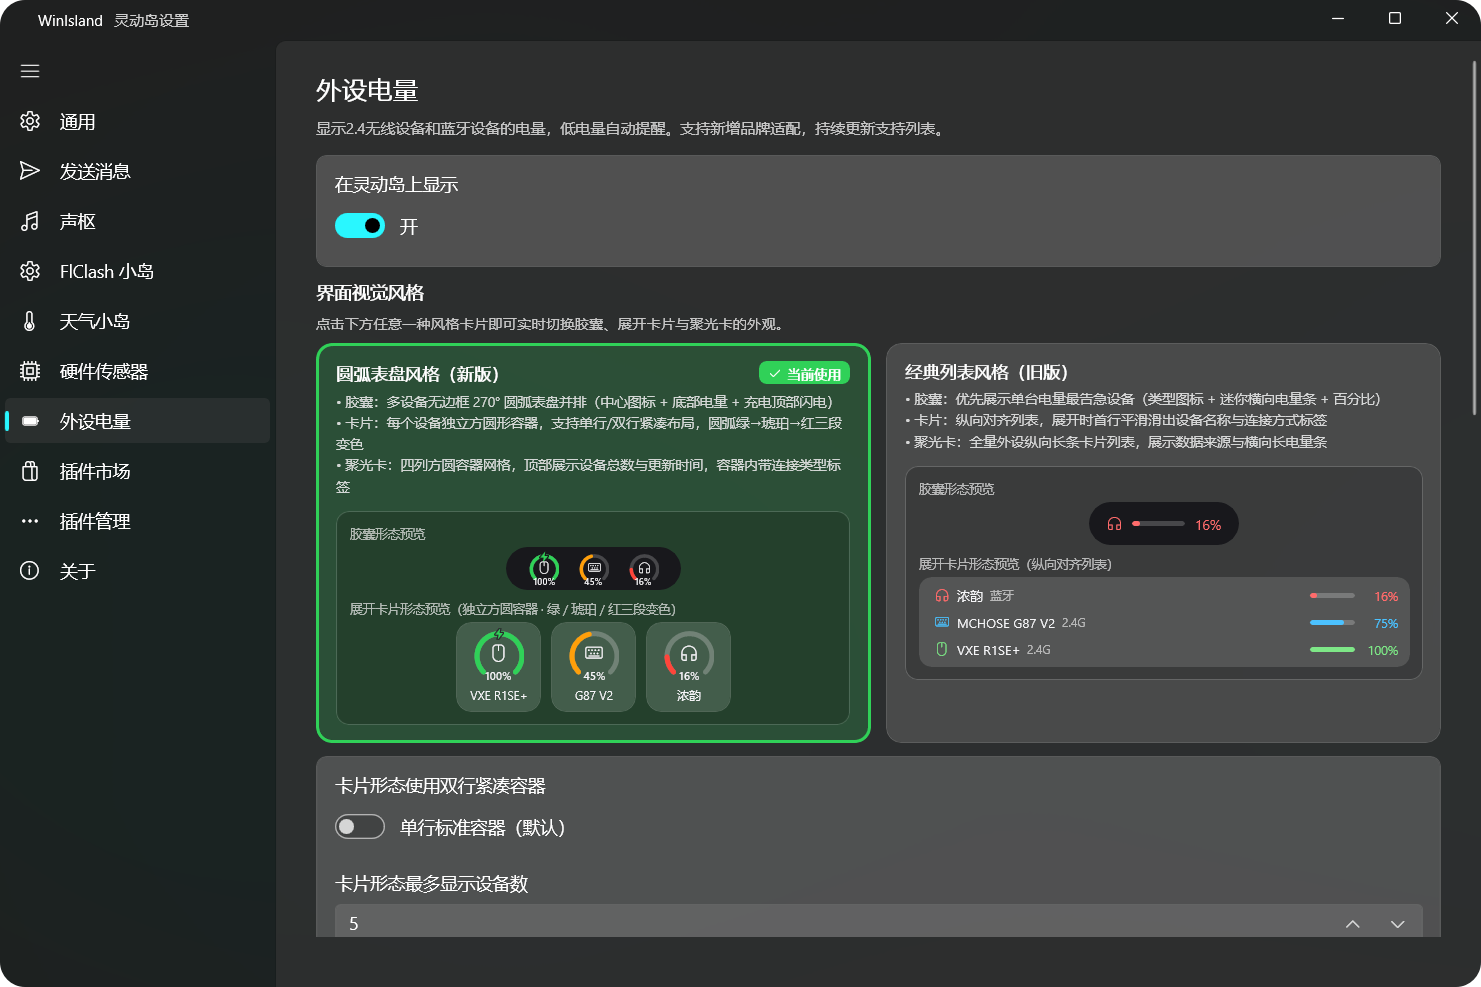 WinIsland 灵动岛设置
通用
发送消息
声枢
FlClash 小岛
天气小岛
硬件传感器
外设电量
插件市场
插件管理
关于
外设电量
显示2.4无线设备和蓝牙设备的电量，低电量自动提醒。支持新增品牌适配，持续更新支持列表。
在灵动岛上显示
开
界面视觉风格
点击下方任意一种风格卡片即可实时切换胶囊、展开卡片与聚光卡的外观。
圆弧表盘风格（新版）
当前使用
• 胶囊：多设备无边框 270° 圆弧表盘并排（中心图标 + 底部电量 + 充电顶部闪电）
• 卡片：每个设备独立方圆形容器，支持单行/双行紧凑布局，圆弧绿→琥珀→红三段
变色
• 聚光卡：四列方圆容器网格，顶部展示设备总数与更新时间，容器内带连接类型标
签
胶囊形态预览
100% 45% 16%
展开卡片形态预览（独立方圆容器 · 绿 / 琥珀 / 红三段变色）
100% 45% 16%
VXE R1SE+ G87 V2 浓韵
经典列表风格（旧版）
• 胶囊：优先展示单台电量最告急设备（类型图标 + 迷你横向电量条 + 百分比）
• 卡片：纵向对齐列表，展开时首行平滑滑出设备名称与连接方式标签
• 聚光卡：全量外设纵向长条卡片列表，展示数据来源与横向长电量条
胶囊形态预览
16%
展开卡片形态预览（纵向对齐列表）
浓韵 蓝牙 16%
MCHOSE G87 V2 2.4G 75%
VXE R1SE+ 2.4G 100%
卡片形态使用双行紧凑容器
单行标准容器（默认）
卡片形态最多显示设备数
5